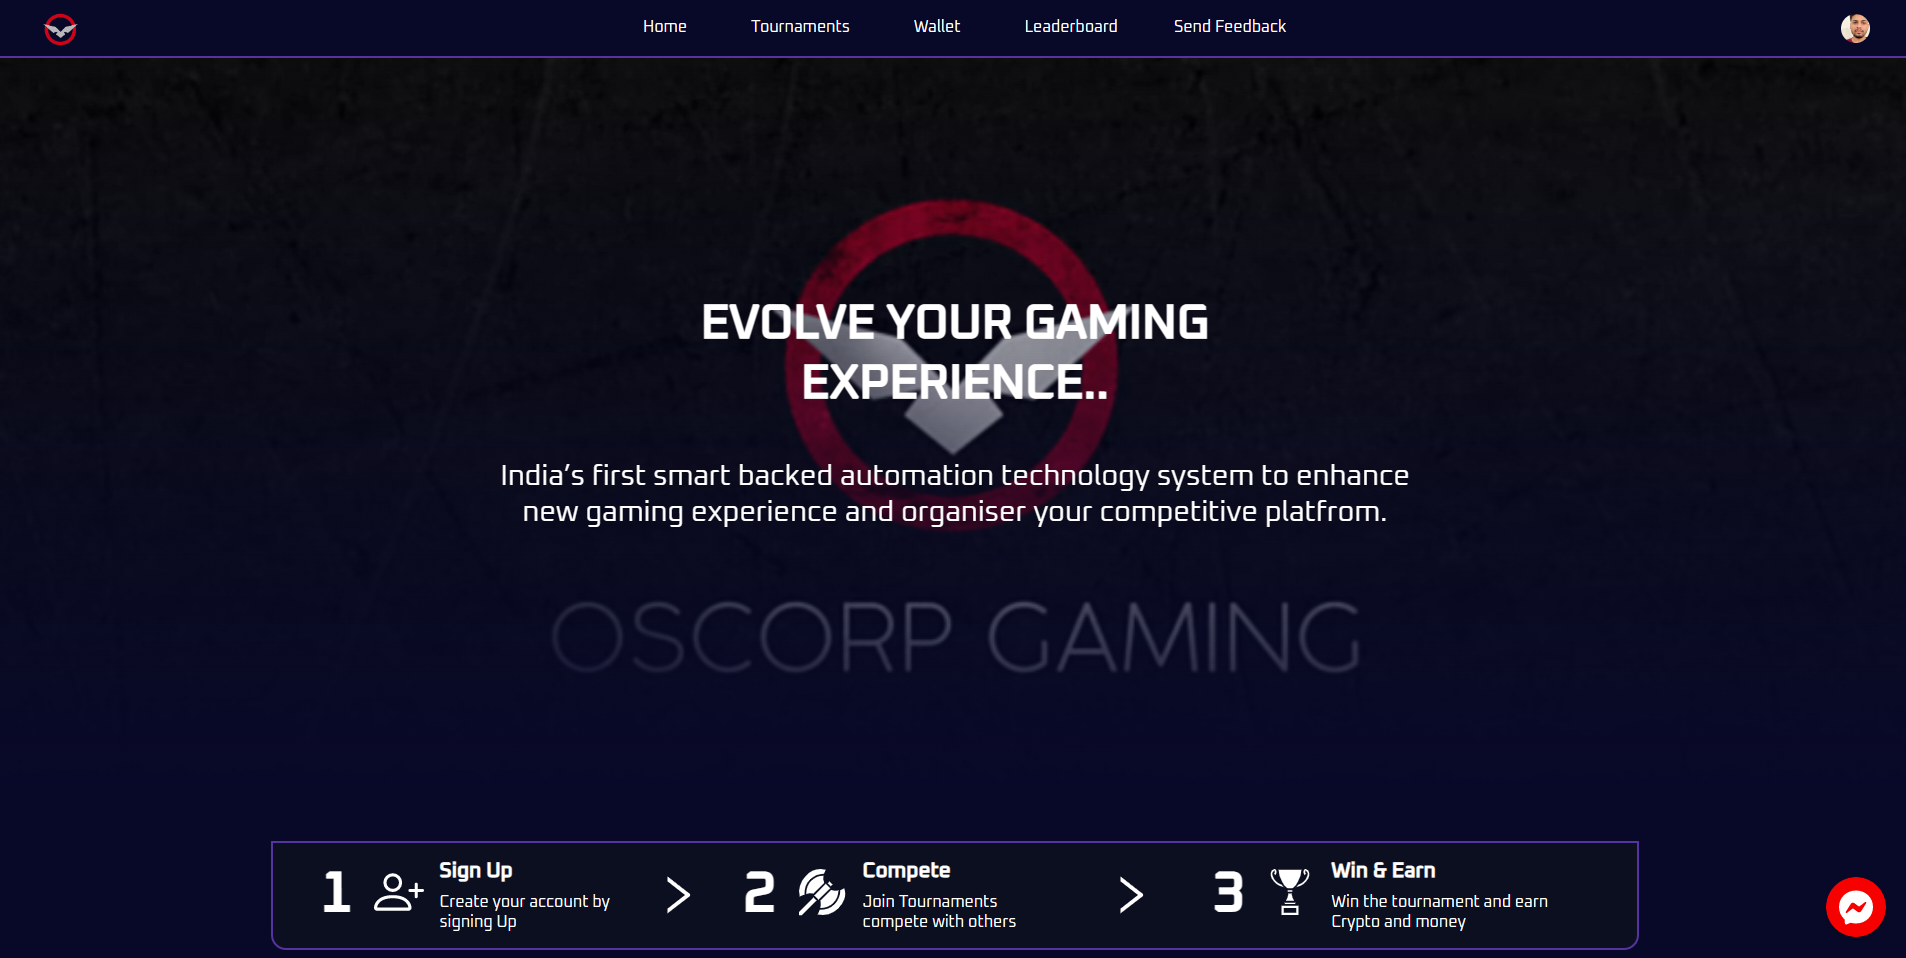 Home
Tournaments
Wallet
Leaderboard
Send Feedback
EVOLVE YOUR GAMING
EXPERIENCE..
India’s first smart backed automation technology system to enhance
new gaming experience and organiser your competitive platfrom.
OSCORP GAMING
1
Sign Up
Create your account by
signing Up
>
2
Compete
Join Tournaments
compete with others
>
3
Win & Earn
Win the tournament and earn
Crypto and money